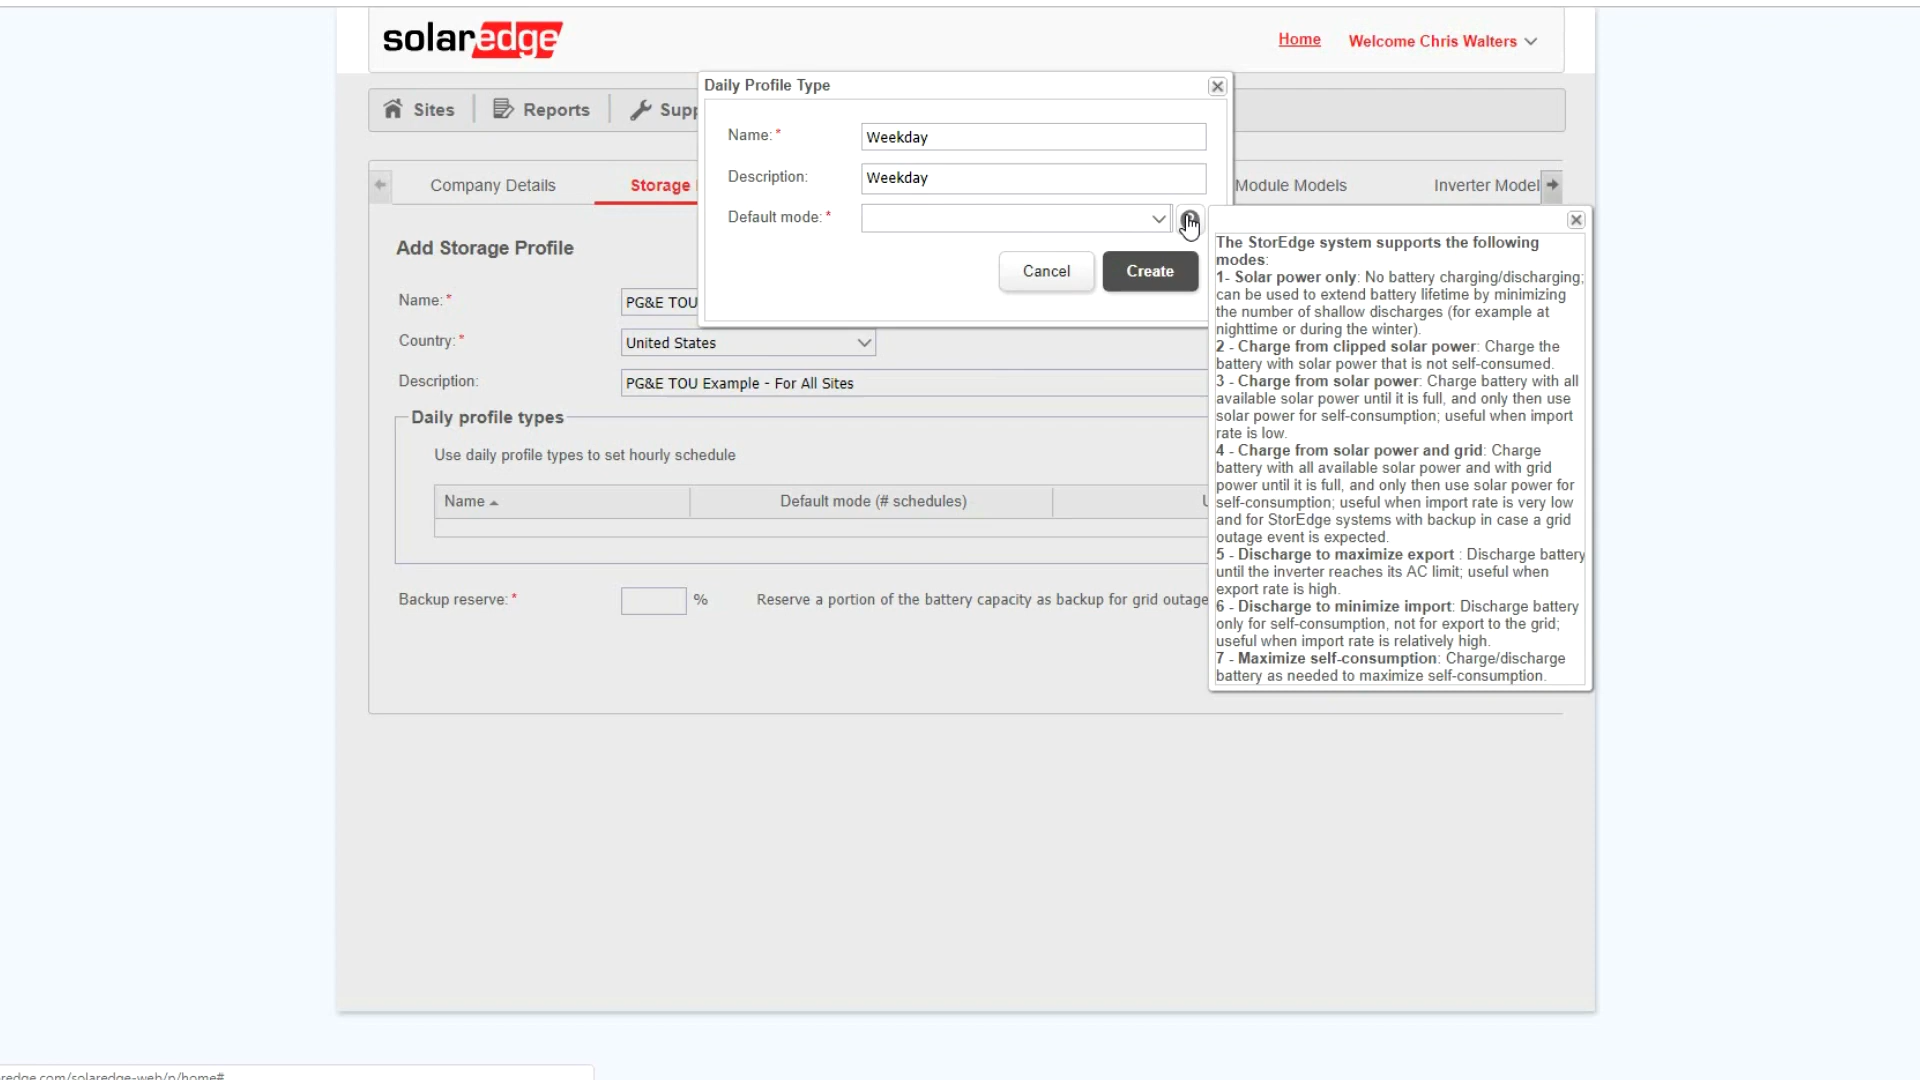 solaredge
Home
Welcome Chris Walters
Daily Profile Type
Sites
Reports
Supp
Name:*
Weekday
Description:
Weekday
Default mode:*
Cancel
Create
Company Details
Storage
Module Models
Inverter Model
Add Storage Profile
Name:*
PG&E TOU
Country:*
United States
Description:
PG&E TOU Example - For All Sites
Daily profile types
Use daily profile types to set hourly schedule
Name
Default mode (# schedules)
Backup reserve:*
%
Reserve a portion of the battery capacity as backup for grid outage
The StorEdge system supports the following
modes:
1- Solar power only: No battery charging/discharging;
can be used to extend battery lifetime by minimizing
the number of shallow discharges (for example at
nighttime or during the winter).
2 - Charge from clipped solar power: Charge the
battery with solar power that is not self-consumed.
3 - Charge from solar power: Charge battery with all
available solar power until it is full, and only then use
solar power for self-consumption; useful when import
rate is low.
4 - Charge from solar power and grid: Charge
battery with all available solar power and with grid
power until it is full, and only then use solar power for
self-consumption; useful when import rate is very low
and for StorEdge systems with backup in case a grid
outage event is expected.
5 - Discharge to maximize export : Discharge battery
until the inverter reaches its AC limit; useful when
export rate is high.
6 - Discharge to minimize import: Discharge battery
only for self-consumption, not for export to the grid;
useful when import rate is relatively high.
7 - Maximize self-consumption: Charge/discharge
battery as needed to maximize self-consumption.
redge.com/solaredge-web/p/home#